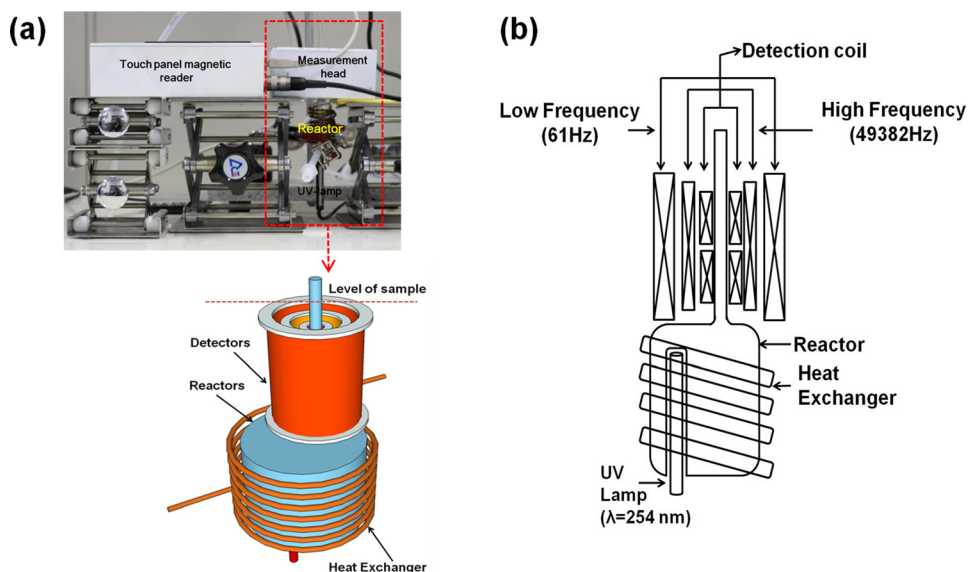 (a)
Touch panel magnetic
reader
Measurement
head
Reactor
UV-lamp
Level of sample
Detectors
Reactors
Heat Exchanger
(b)
Detection coil
Low Frequency
(61Hz)
High Frequency
(49382Hz)
Reactor
Heat
Exchanger
UV
Lamp
(λ=254 nm)